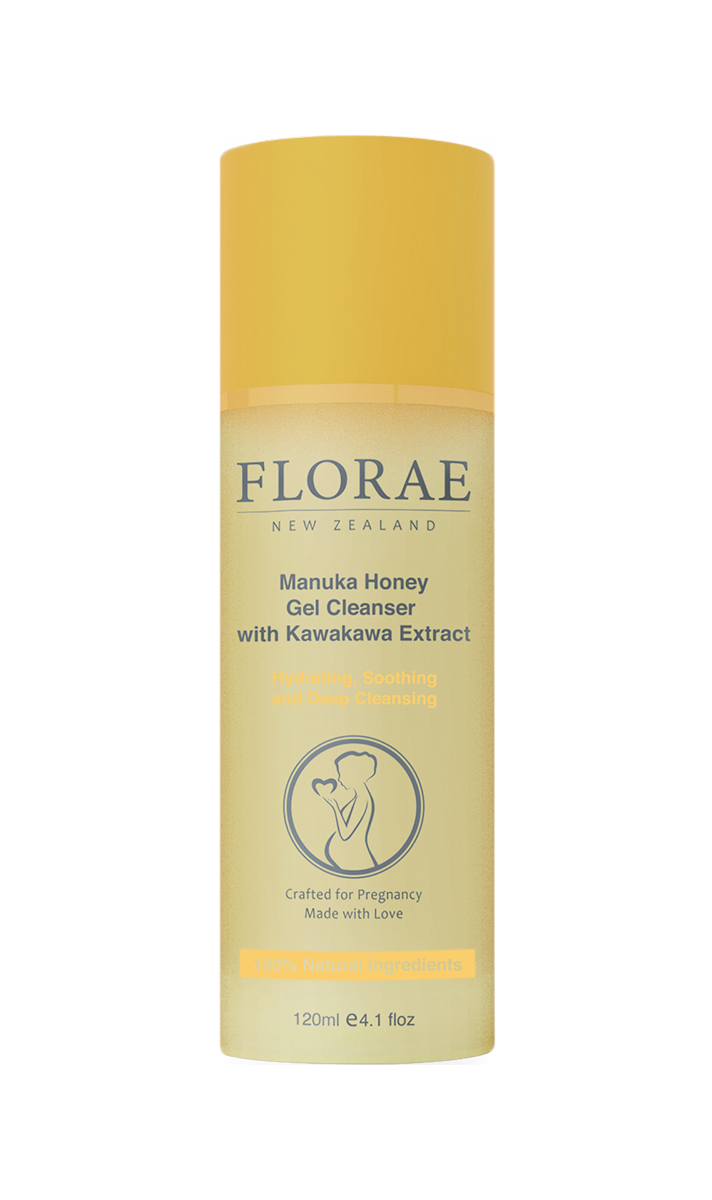 FLORAE
NEW ZEALAND
Manuka Honey
Gel Cleanser
with Kawakawa Extract
Hydrating, Soothing
and Deep Cleansing
Crafted for Pregnancy
Made with Love
100% Natural Ingredients
120ml ℮4.1 floz